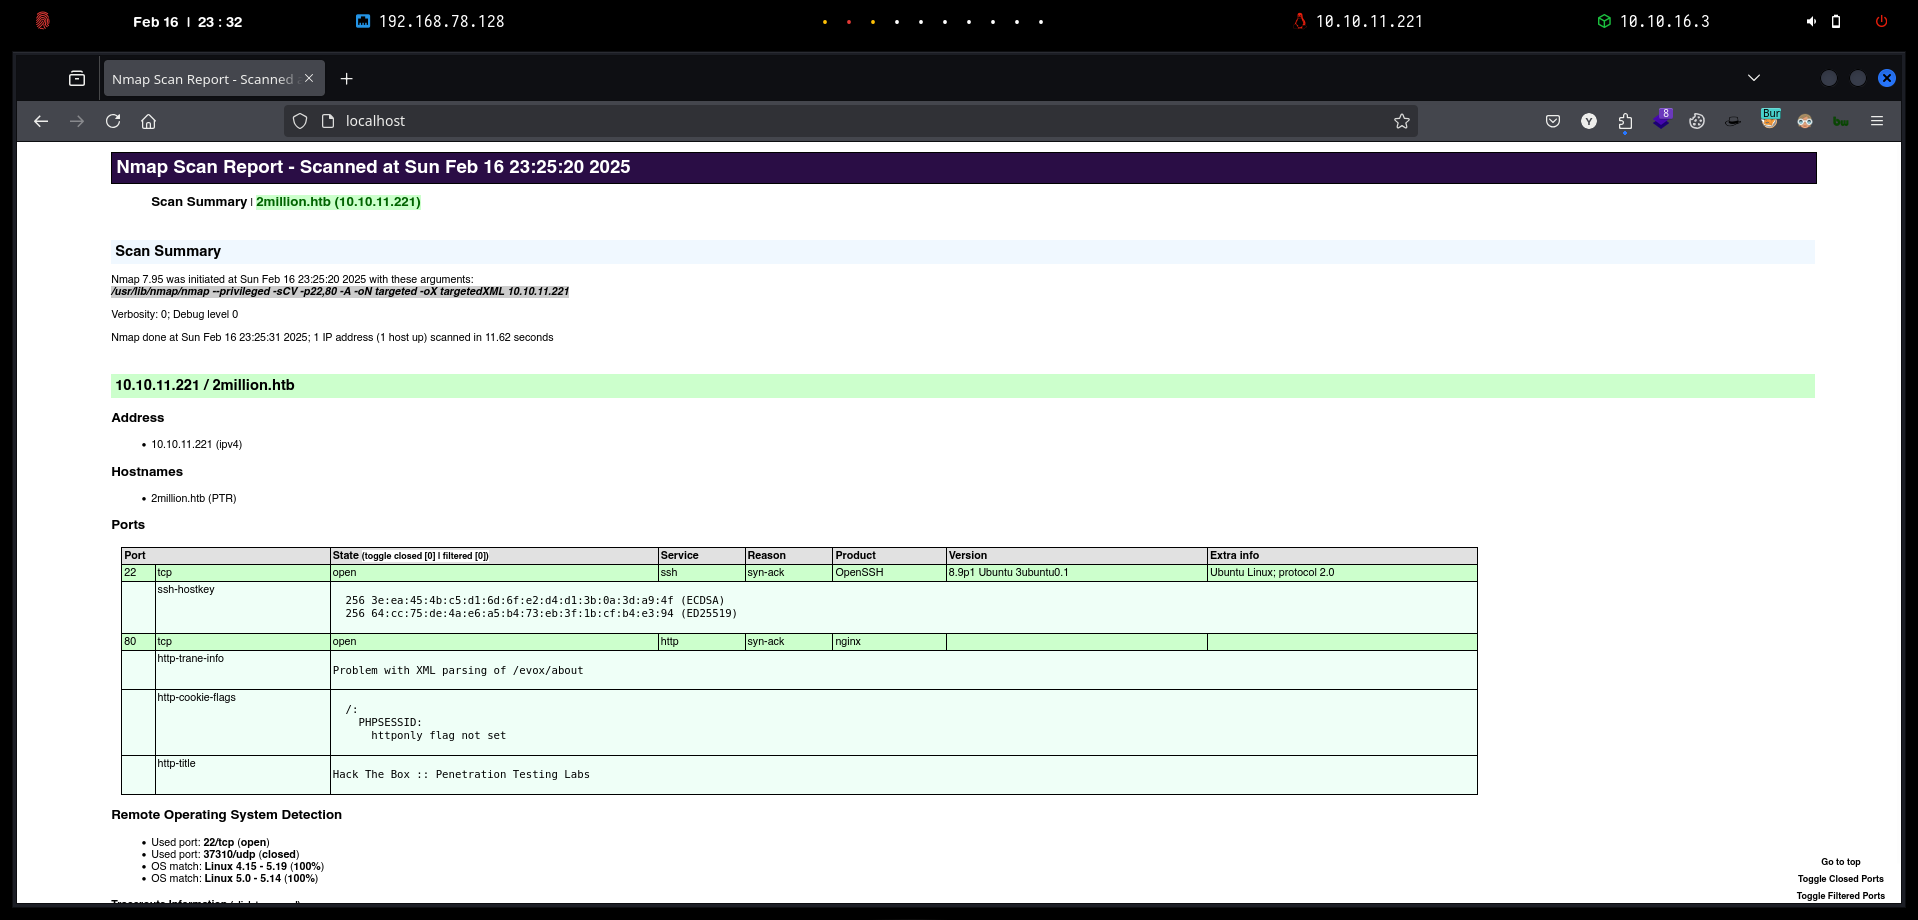 Feb 16 | 23 : 32
192.168.78.128
10.10.11.221
10.10.16.3
Nmap Scan Report - Scanned
localhost
8
Y
Bur
bw
Nmap Scan Report - Scanned at Sun Feb 16 23:25:20 2025
Scan Summary | 2million.htb (10.10.11.221)
Scan Summary
Nmap 7.95 was initiated at Sun Feb 16 23:25:20 2025 with these arguments:
/usr/lib/nmap/nmap --privileged -sCV -p22,80 -A -oN targeted -oX targetedXML 10.10.11.221
Verbosity: 0; Debug level 0
Nmap done at Sun Feb 16 23:25:31 2025; 1 IP address (1 host up) scanned in 11.62 seconds
10.10.11.221 / 2million.htb
Address
• 10.10.11.221 (ipv4)
Hostnames
• 2million.htb (PTR)
Ports
Port State (toggle closed [0] | filtered [0]) Service Reason Product Version Extra info
22 tcp open ssh syn-ack OpenSSH 8.9p1 Ubuntu 3ubuntu0.1 Ubuntu Linux; protocol 2.0
ssh-hostkey
256 3e:ea:45:4b:c5:d1:6d:6f:e2:d4:d1:3b:0a:3d:a9:4f (ECDSA)
256 64:cc:75:de:4a:e6:a5:b4:73:eb:3f:1b:cf:b4:e3:94 (ED25519)
80 tcp open http syn-ack nginx
http-trane-info
Problem with XML parsing of /evox/about
http-cookie-flags
/:
PHPSESSID:
httponly flag not set
http-title
Hack The Box :: Penetration Testing Labs
Remote Operating System Detection
• Used port: 22/tcp (open)
• Used port: 37310/udp (closed)
• OS match: Linux 4.15 - 5.19 (100%)
• OS match: Linux 5.0 - 5.14 (100%)
Go to top
Toggle Closed Ports
Toggle Filtered Ports